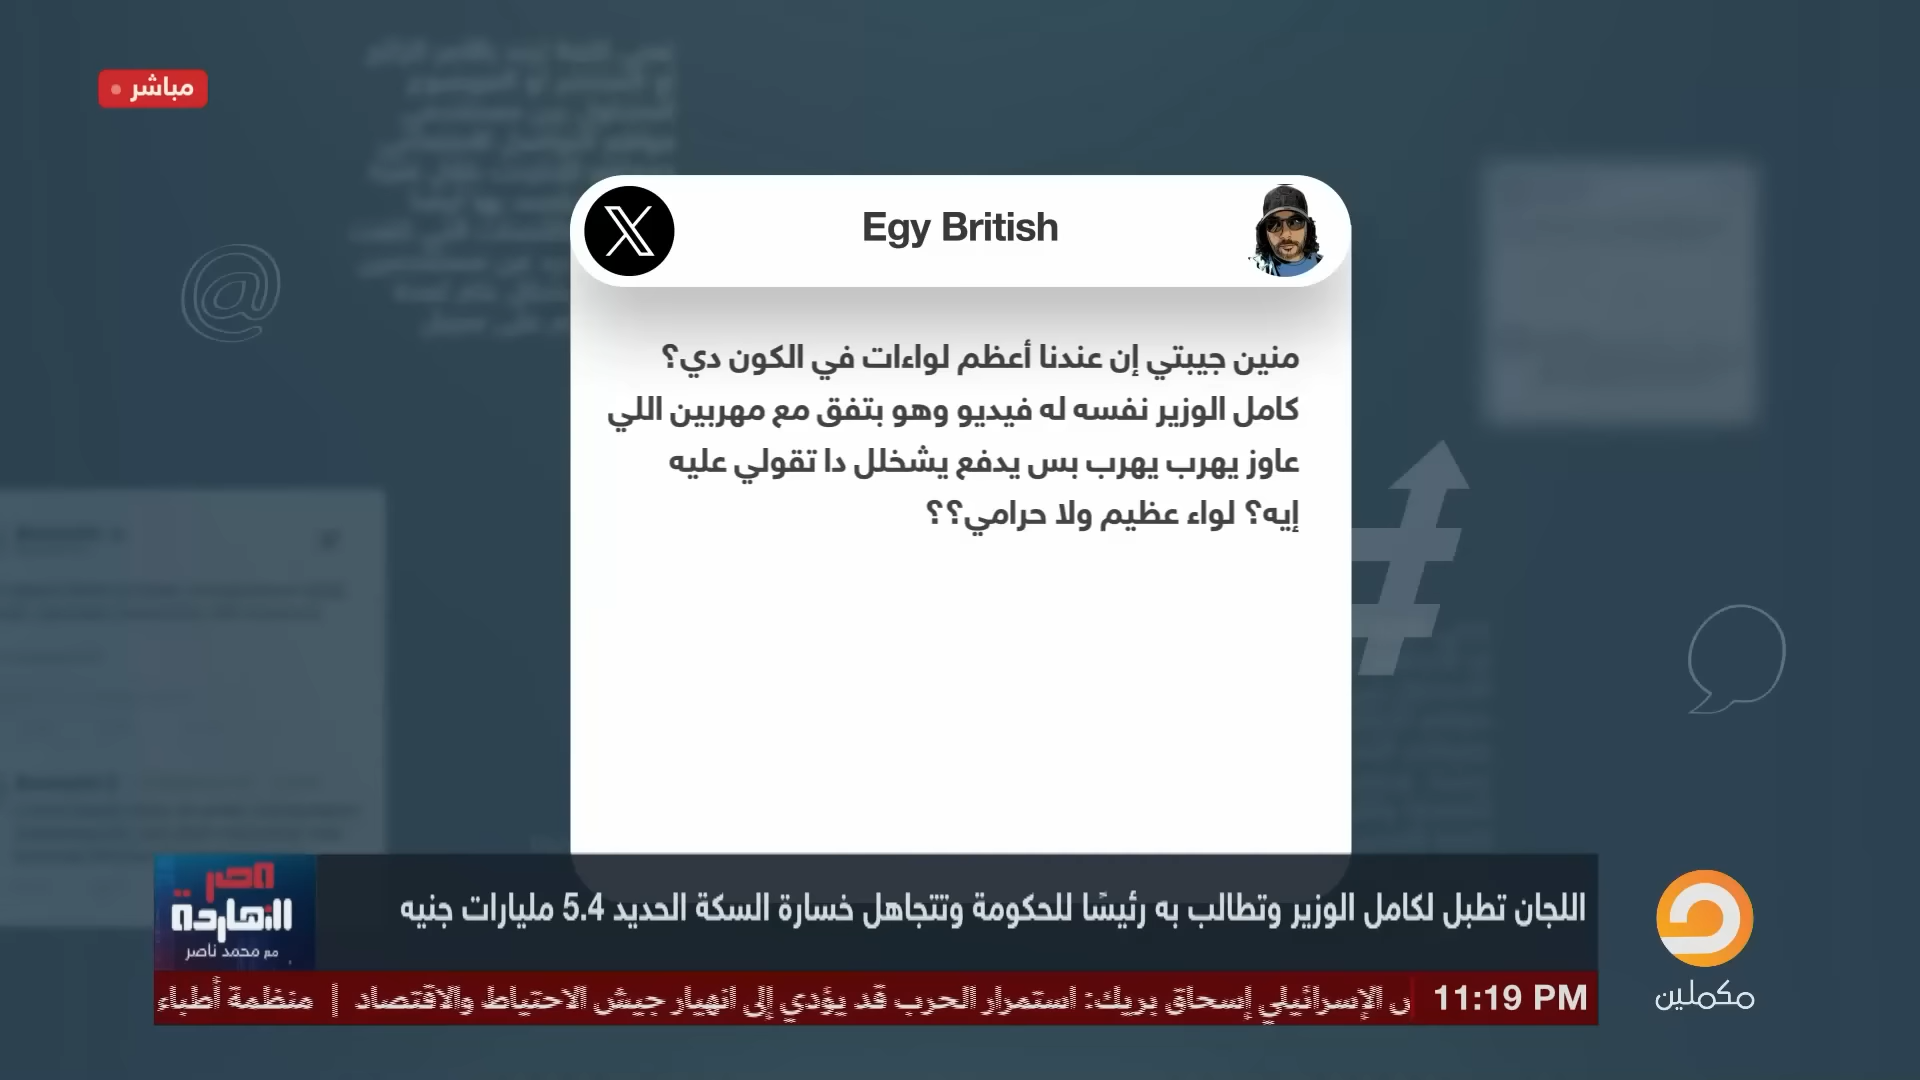 مباشر
Egy British
منين جيبتي إن عندنا أعظم لواءات في الكون دي؟
كامل الوزير نفسه له فيديو وهو بتفق مع مهربين اللي
عاوز يهرب يهرب بس يدفع يشخلل دا تقولي عليه
إيه؟ لواء عظيم ولا حرامي؟؟
مصر
النهاردة
مع محمد ناصر
اللجان تطبل لكامل الوزير وتطالب به رئيسًا للحكومة وتتجاهل خسارة السكة الحديد 5.4 مليارات جنيه
11:19 PM
الإسرائيلي إسحاق بريك: استمرار الحرب قد يؤدي إلى انهيار جيش الاحتياط والاقتصاد | منظمة أطباء
مكملين